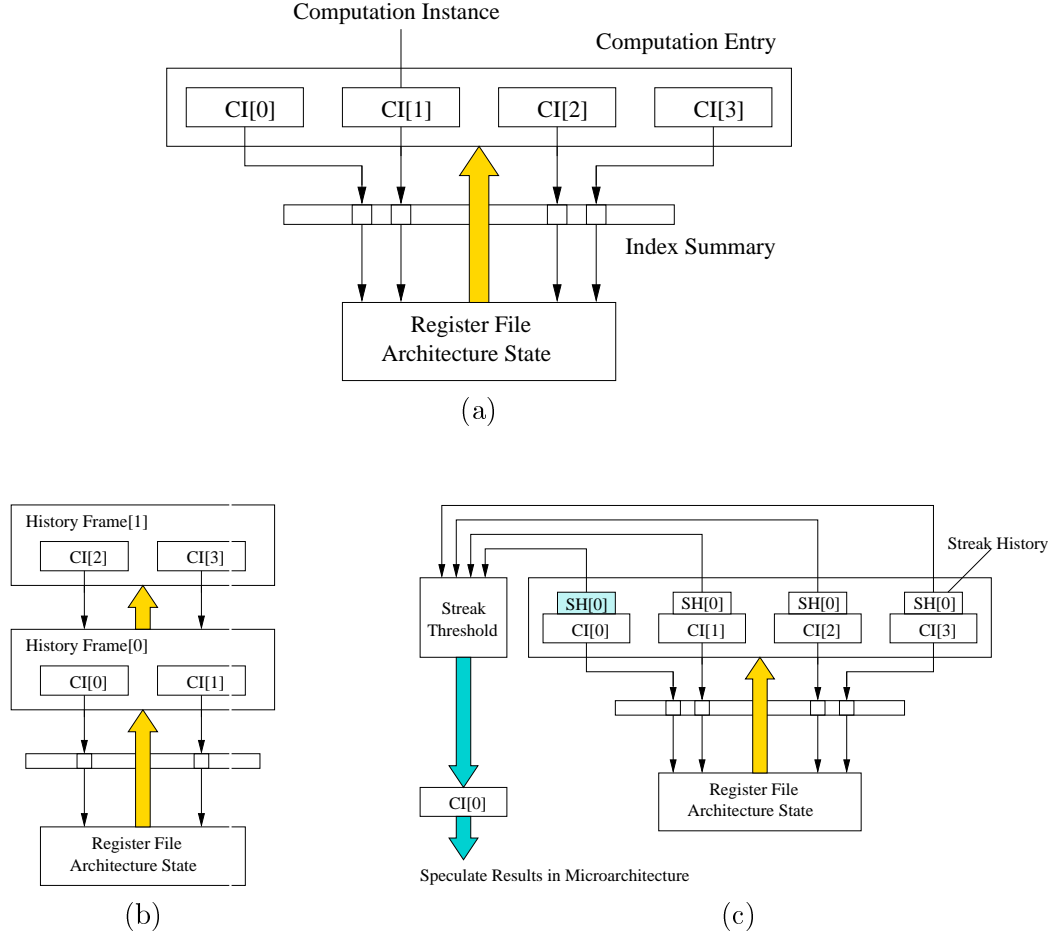 Computation Instance
Computation Entry
CI[0]
CI[1]
CI[2]
CI[3]
Index Summary
Register File
Architecture State
(a)
History Frame[1]
CI[2]
CI[3]
History Frame[0]
CI[0]
CI[1]
Register File
Architecture State
(b)
Streak History
Streak
Threshold
SH[0]
SH[0]
SH[0]
SH[0]
CI[0]
CI[1]
CI[2]
CI[3]
Register File
Architecture State
CI[0]
Speculate Results in Microarchitecture
(c)